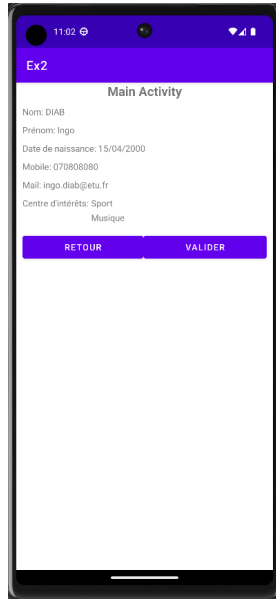 11:02
Ex2
Main Activity
Nom: DIAB
Prénom: Ingo
Date de naissance: 15/04/2000
Mobile: 070808080
Mail: ingo.diab@etu.fr
Centre d'intérêts: Sport
Musique
RETOUR VALIDER